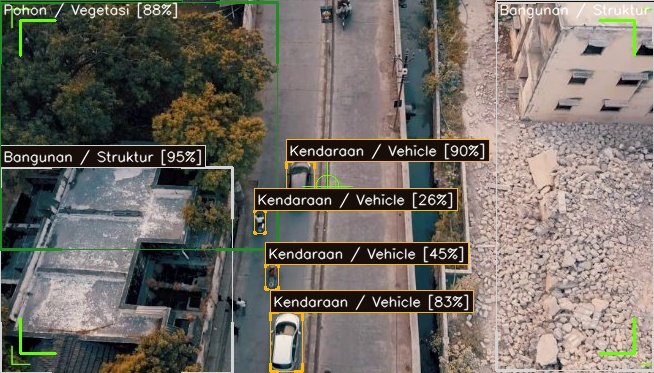 Pohon / Vegetasi [88%]
Bangunan / Struktur
Bangunan / Struktur [95%]
Kendaraan / Vehicle [90%]
Kendaraan / Vehicle [26%]
Kendaraan / Vehicle [45%]
Kendaraan / Vehicle [83%]